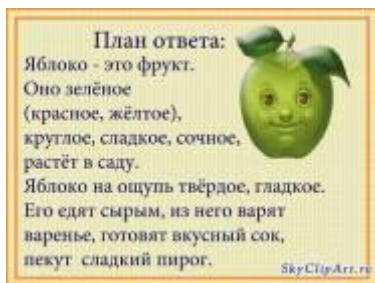 План ответа:
Яблоко - это фрукт.
Оно зелёное
(красное, жёлтое),
круглое, сладкое, сочное,
растёт в саду.
Яблоко на ощупь твёрдое, гладкое.
Его едят сырым, из него варят
варенье, готовят вкусный сок,
пекут сладкий пирог.
SkyClipArt.ru